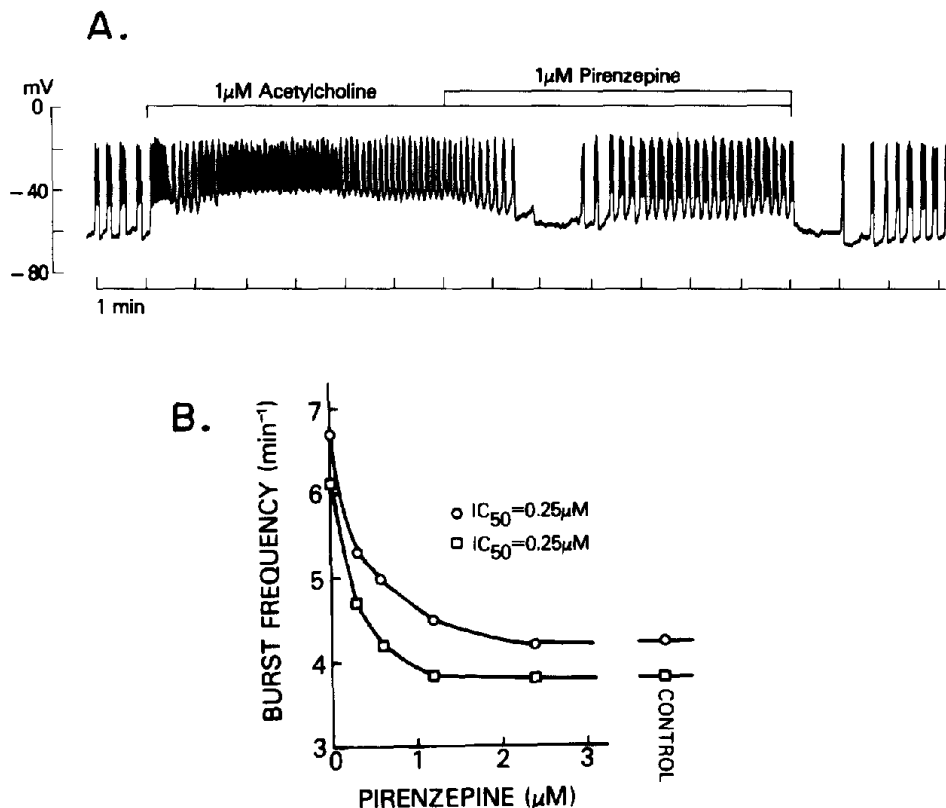 A.
mV
1μM Pirenzepine
1μM Acetylcholine
0
−40
−80
1 min
B.
BURST FREQUENCY (min⁻¹)
7
6
5
4
3
○ IC50=0.25μM
□ IC50=0.25μM
0 1 2 3
CONTROL
PIRENZEPINE (μM)